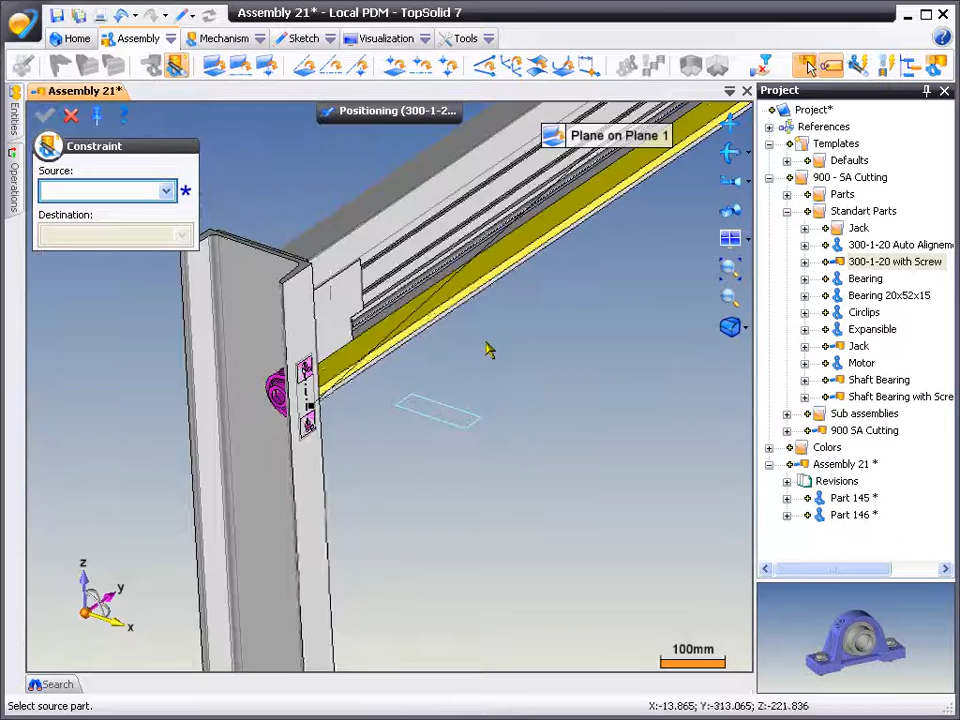 Assembly 21* - Local PDM - TopSolid 7
Home
Assembly
Mechanism
Sketch
Visualization
Tools
Assembly 21*
Positioning (300-1-2...
Plane on Plane 1
Constraint
Source:
*
Destination:
Entities
Operations
Project
Project*
References
Templates
Defaults
900 - SA Cutting
Parts
Standart Parts
Jack
300-1-20 Auto Alignem
300-1-20 with Screw
Bearing
Bearing 20x52x15
Circlips
Expansible
Jack
Motor
Shaft Bearing
Shaft Bearing with Scre
Sub assemblies
900 SA Cutting
Colors
Assembly 21 *
Revisions
Part 145 *
Part 146 *
z
y
x
100mm
Search
Select source part.
X:-13.865; Y:-313.065; Z:-221.836